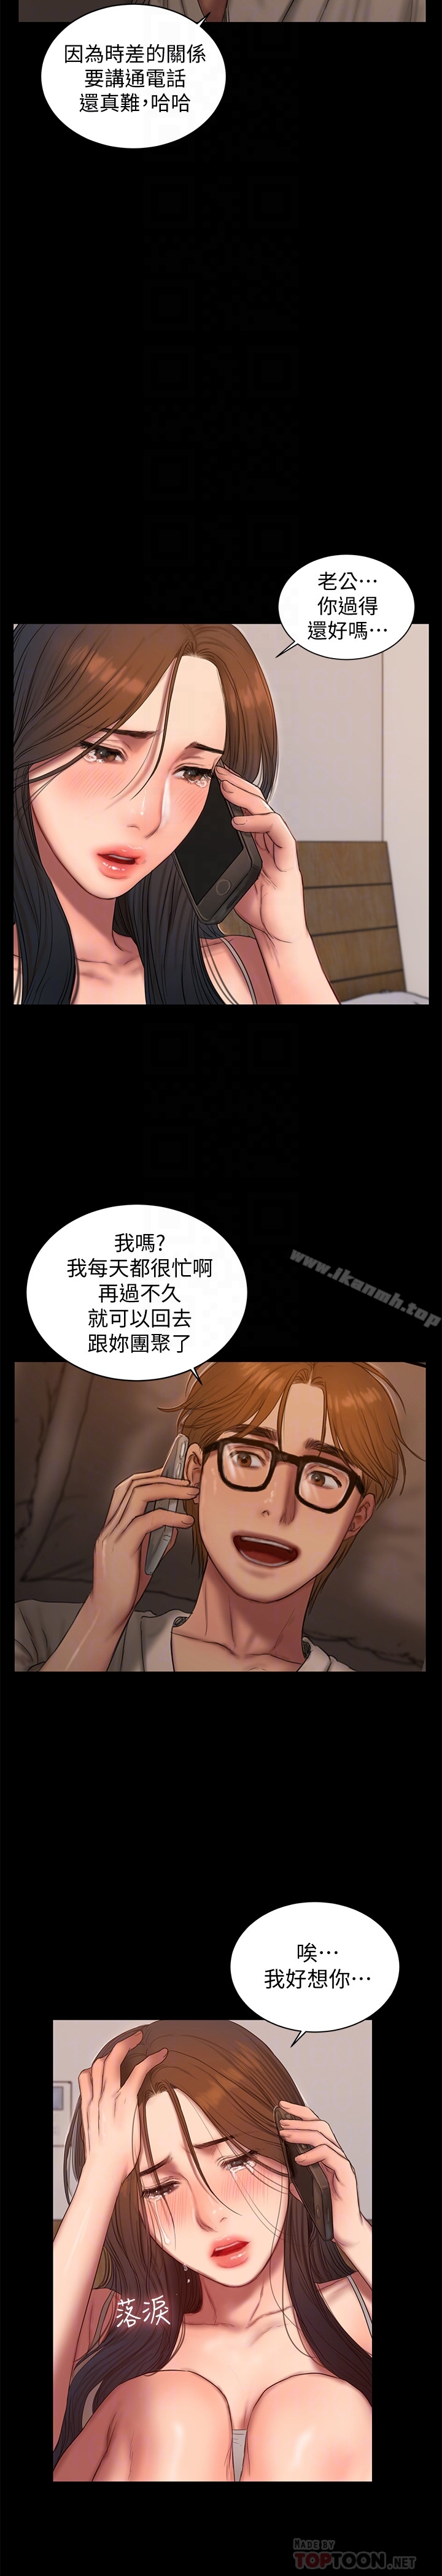 因為時差的關係
要講通電話
還真難，哈哈
老公⋯
你過得
還好嗎⋯
我嗎?
我每天都很忙啊
再過不久
就可以回去
跟妳團聚了
www.ikanmh.top
唉⋯
我好想你⋯
落淚
MADE BY
TOPTOON.NET